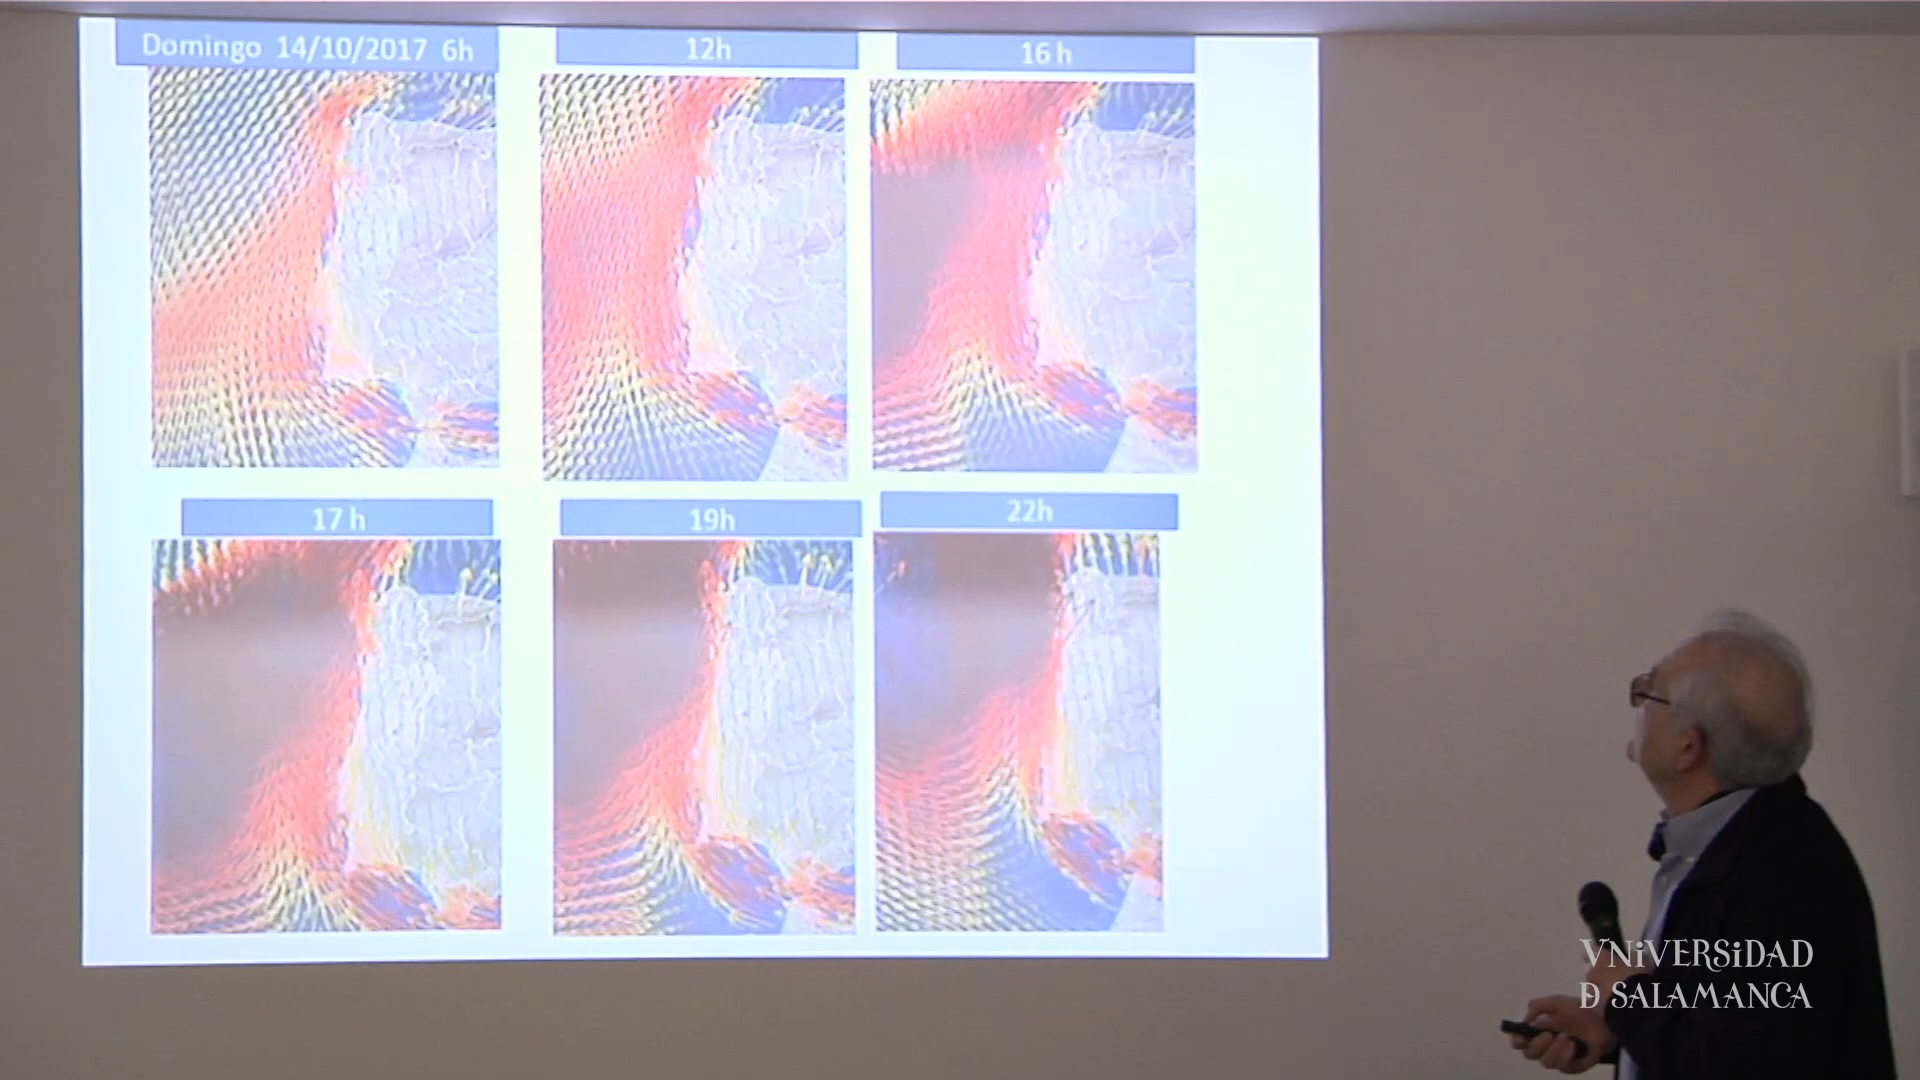 Domingo 14/10/2017 6h
12h
16 h
17 h
19h
22h
VNiVERSiDAD
D SALAMANCA